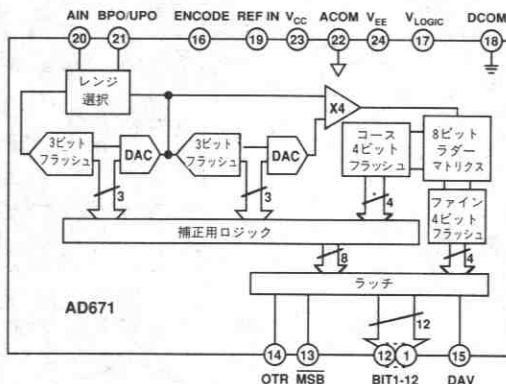 AIN BPO/UPO ENCODE REF IN VCC ACOM VEE VLOGIC DCOM
20 21 16 19 23 22 24 17 18
レンジ
選択
X4
3ビット
フラッシュ
DAC
3ビット
フラッシュ
DAC
コース
4ビット
フラッシュ
8ビット
ラダー
マトリクス
ファイン
4ビット
フラッシュ
3 3 4
補正用ロジック
8 4
ラッチ
AD671
12
14 13 12 1 15
OTR MSB BIT1-12 DAV